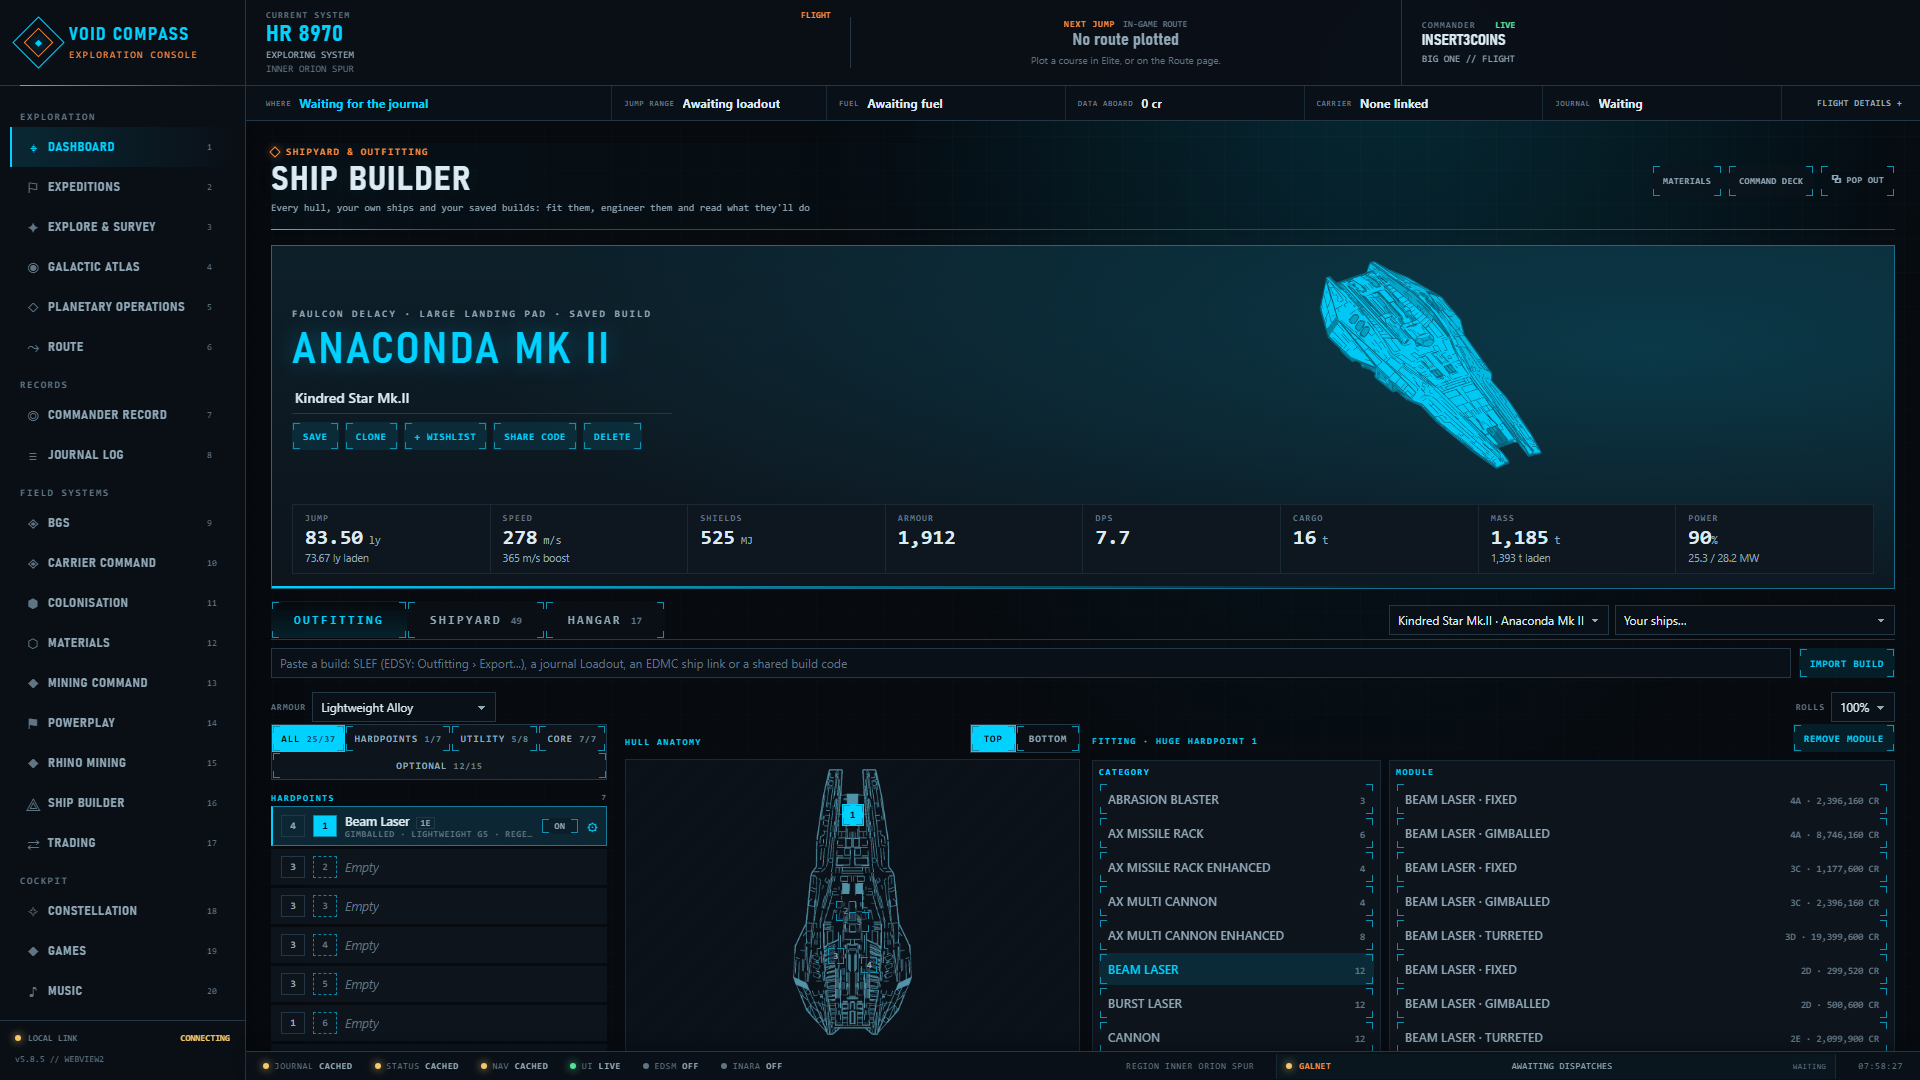 VOID COMPASS
EXPLORATION CONSOLE
CURRENT SYSTEM
FLIGHT
HR 8970
EXPLORING SYSTEM
INNER ORION SPUR
NEXT JUMP IN-GAME ROUTE
No route plotted
Plot a course in Elite, or on the Route page.
COMMANDER LIVE
INSERT3COINS
BIG ONE // FLIGHT
WHERE Waiting for the journal
JUMP RANGE Awaiting loadout
FUEL Awaiting fuel
DATA ABOARD 0 cr
CARRIER None linked
JOURNAL Waiting
FLIGHT DETAILS +
EXPLORATION
DASHBOARD 1
EXPEDITIONS 2
EXPLORE & SURVEY 3
GALACTIC ATLAS 4
PLANETARY OPERATIONS 5
ROUTE 6
RECORDS
COMMANDER RECORD 7
JOURNAL LOG 8
FIELD SYSTEMS
BGS 9
CARRIER COMMAND 10
COLONISATION 11
MATERIALS 12
MINING COMMAND 13
POWERPLAY 14
RHINO MINING 15
SHIP BUILDER 16
TRADING 17
COCKPIT
CONSTELLATION 18
GAMES 19
MUSIC 20
LOCAL LINK CONNECTING
v5.8.5 // WEBVIEW2
SHIPYARD & OUTFITTING
SHIP BUILDER
Every hull, your own ships and your saved builds: fit them, engineer them and read what they'll do
MATERIALS
COMMAND DECK
POP OUT
FAULCON DELACY · LARGE LANDING PAD · SAVED BUILD
ANACONDA MK II
Kindred Star Mk.II
SAVE
CLONE
+ WISHLIST
SHARE CODE
DELETE
JUMP
83.50 ly
73.67 ly laden
SPEED
278 m/s
365 m/s boost
SHIELDS
525 MJ
ARMOUR
1,912
DPS
7.7
CARGO
16 t
MASS
1,185 t
1,393 t laden
POWER
90%
25.3 / 28.2 MW
OUTFITTING
SHIPYARD 49
HANGAR 17
Kindred Star Mk.II · Anaconda Mk II
Your ships...
Paste a build: SLEF (EDSY: Outfitting › Export...), a journal Loadout, an EDMC ship link or a shared build code
IMPORT BUILD
ARMOUR Lightweight Alloy
ROLLS 100%
ALL 25/37
HARDPOINTS 1/7
UTILITY 5/8
CORE 7/7
OPTIONAL 12/15
HARDPOINTS 7
4 1 Beam Laser 1E
GIMBALLED · LIGHTWEIGHT G5 · REGE…
ON
3 2 Empty
3 3 Empty
3 4 Empty
3 5 Empty
1 6 Empty
HULL ANATOMY
TOP
BOTTOM
1
2
3
4
FITTING · HUGE HARDPOINT 1
REMOVE MODULE
CATEGORY
ABRASION BLASTER 3
AX MISSILE RACK 6
AX MISSILE RACK ENHANCED 4
AX MULTI CANNON 4
AX MULTI CANNON ENHANCED 8
BEAM LASER 12
BURST LASER 12
CANNON 12
MODULE
BEAM LASER · FIXED 4A · 2,396,160 CR
BEAM LASER · GIMBALLED 4A · 8,746,160 CR
BEAM LASER · FIXED 3C · 1,177,600 CR
BEAM LASER · GIMBALLED 3C · 2,396,160 CR
BEAM LASER · TURRETED 3D · 19,399,600 CR
BEAM LASER · FIXED 2D · 299,520 CR
BEAM LASER · GIMBALLED 2D · 500,600 CR
BEAM LASER · TURRETED 2E · 2,099,900 CR
JOURNAL CACHED
STATUS CACHED
NAV CACHED
UI LIVE
EDSM OFF
INARA OFF
REGION INNER ORION SPUR
GALNET
AWAITING DISPATCHES
WAITING
07:58:27